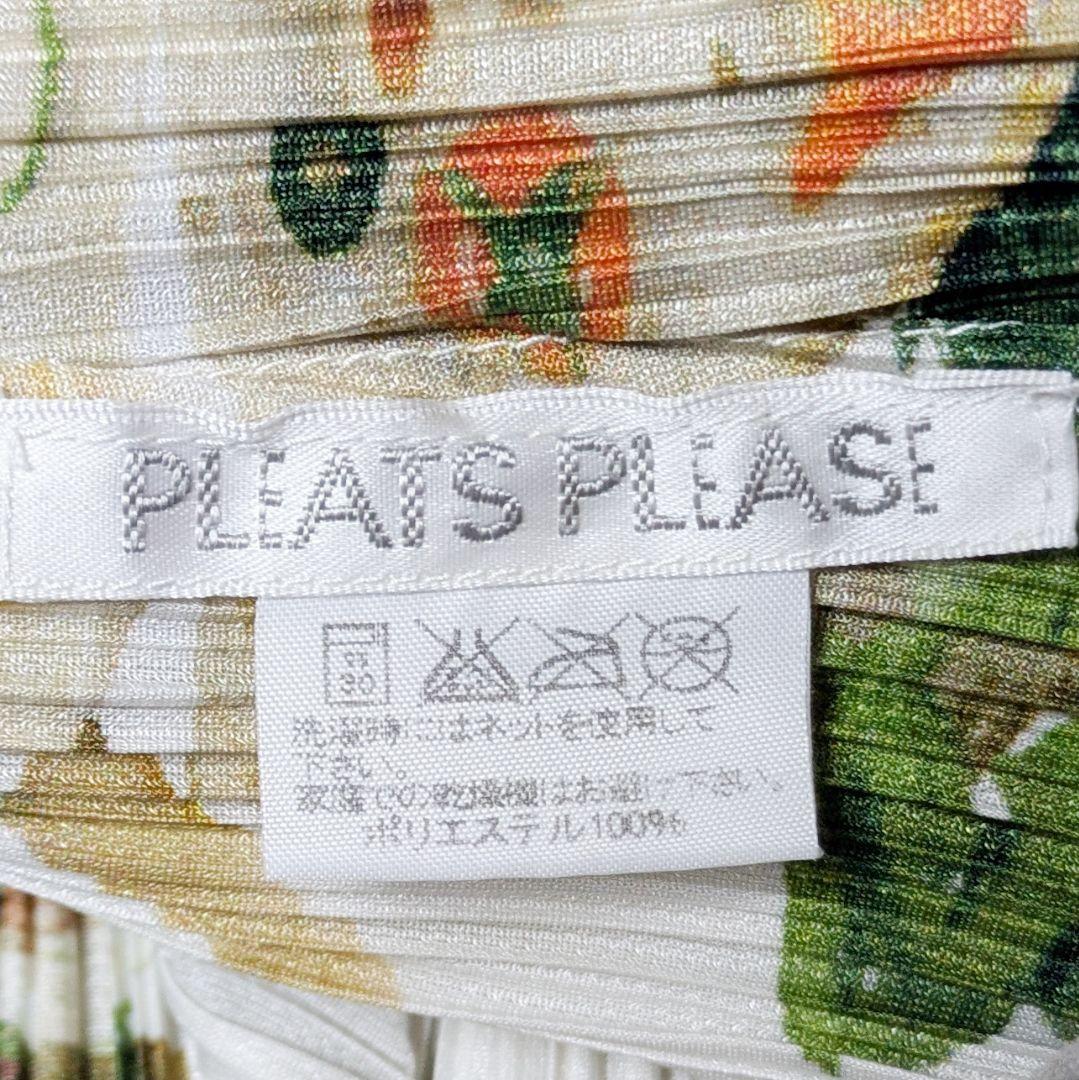 PLEATS PLEASE
30
洗濯時にはネットを使用して
下さい。
家庭での乾燥機はお避け下さい。
ポリエステル100%